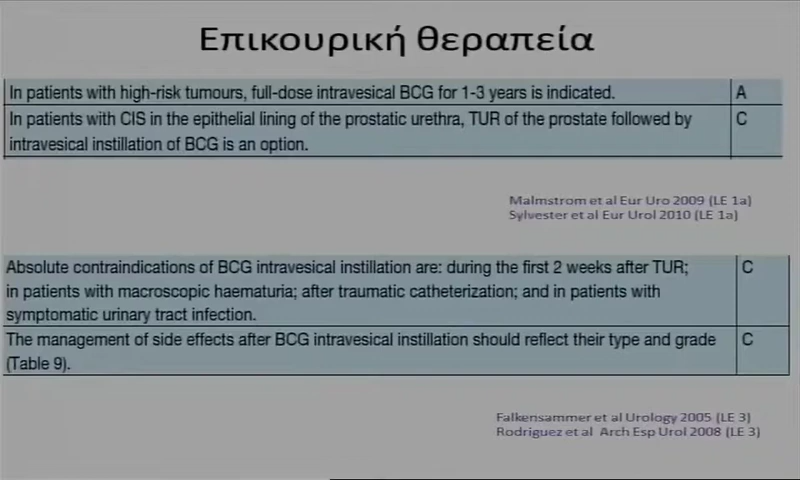 Επικουρική θεραπεία
In patients with high-risk tumours, full-dose intravesical BCG for 1-3 years is indicated. A
In patients with CIS in the epithelial lining of the prostatic urethra, TUR of the prostate followed by C
intravesical instillation of BCG is an option.
Malmstrom et al Eur Uro 2009 (LE 1a)
Sylvester et al Eur Urol 2010 (LE 1a)
Absolute contraindications of BCG intravesical instillation are: during the first 2 weeks after TUR; C
in patients with macroscopic haematuria; after traumatic catheterization; and in patients with
symptomatic urinary tract infection.
The management of side effects after BCG intravesical instillation should reflect their type and grade C
(Table 9).
Falkensammer et al Urology 2005 (LE 3)
Rodriguez et al Arch Esp Urol 2008 (LE 3)